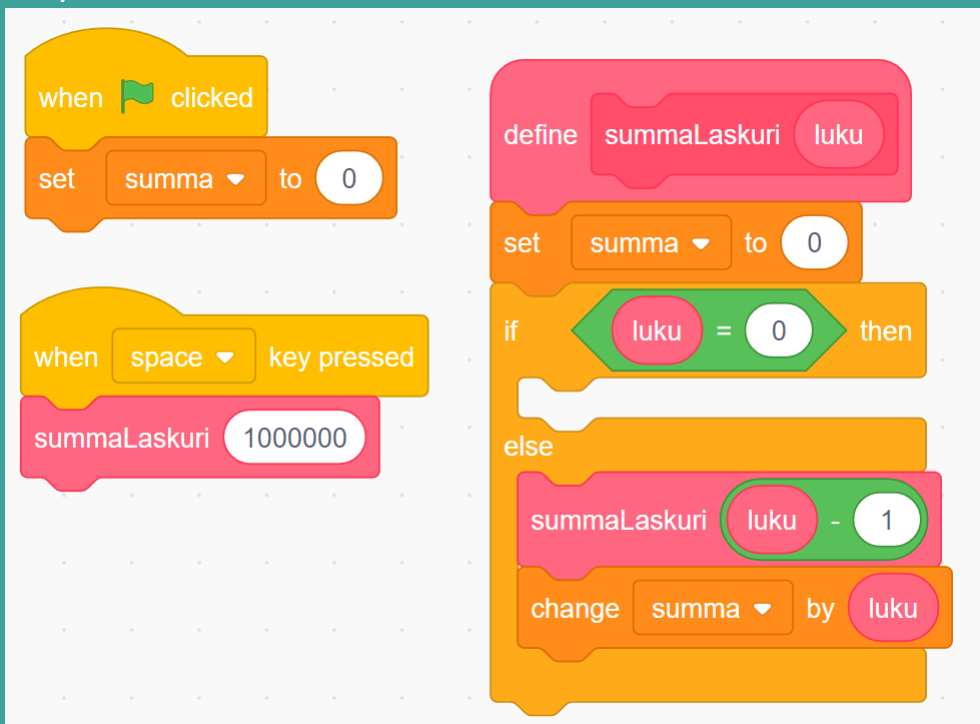 when clicked
set summa to 0
when space key pressed
summaLaskuri 1000000
define summaLaskuri luku
set summa to 0
if luku = 0 then
else
summaLaskuri luku - 1
change summa by luku